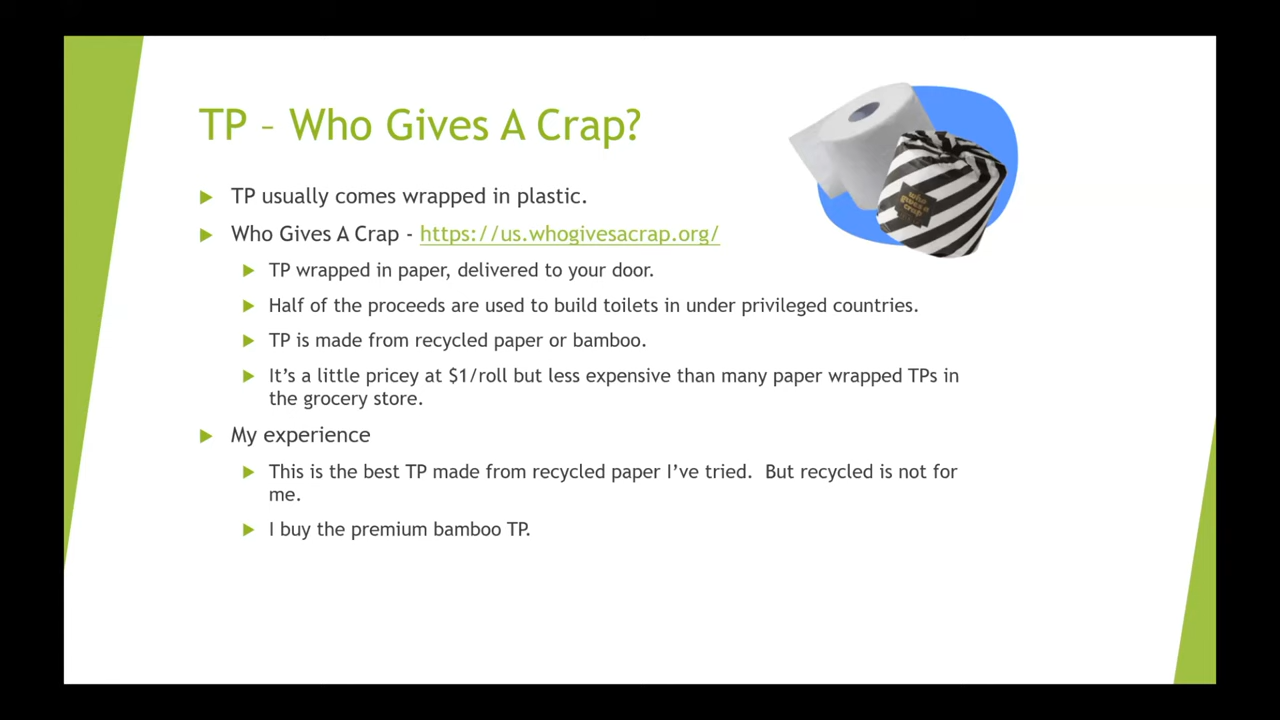 TP – Who Gives A Crap?
TP usually comes wrapped in plastic.
Who Gives A Crap - https://us.whogivesacrap.org/
TP wrapped in paper, delivered to your door.
Half of the proceeds are used to build toilets in under privileged countries.
TP is made from recycled paper or bamboo.
It's a little pricey at $1/roll but less expensive than many paper wrapped TPs in
the grocery store.
My experience
This is the best TP made from recycled paper I've tried.  But recycled is not for
me.
I buy the premium bamboo TP.
who
gives a
crap